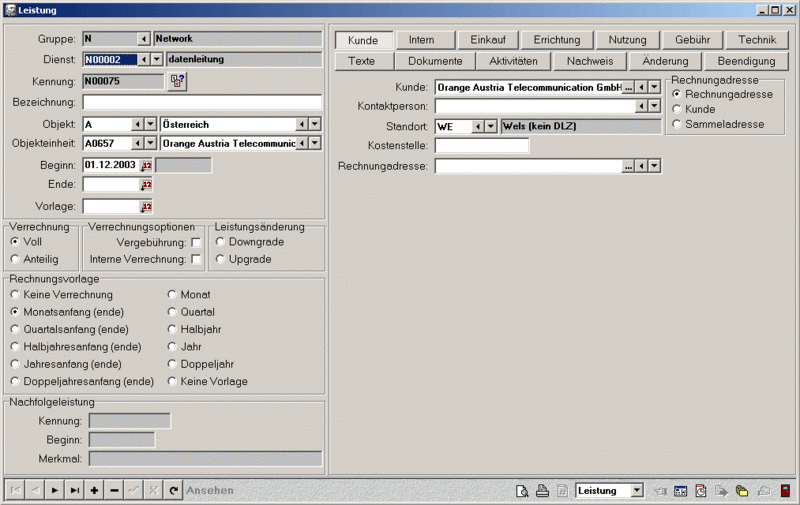 Leistung
Gruppe: N Network
Dienst: N00002 datenleitung
Kennung: N00075
Bezeichnung:
Objekt: A Österreich
Objekteinheit: A0657 Orange Austria Telecommunic
Beginn: 01.12.2003
Ende:
Vorlage:
Verrechnung
Voll
Anteilig
Verrechnungsoptionen
Vergebührung:
Interne Verrechnung:
Leistungsänderung
Downgrade
Upgrade
Rechnungsvorlage
Keine Verrechnung Monat
Monatsanfang (ende) Quartal
Quartalsanfang (ende) Halbjahr
Halbjahresanfang (ende) Jahr
Jahresanfang (ende) Doppeljahr
Doppeljahresanfang (ende) Keine Vorlage
Nachfolgeleistung
Kennung:
Beginn:
Merkmal:
Kunde Intern Einkauf Errichtung Nutzung Gebühr Technik
Texte Dokumente Aktivitäten Nachweis Änderung Beendigung
Kunde: Orange Austria Telecommunication GmbH ...
Kontaktperson:
Standort: WE Wels (kein DLZ)
Kostenstelle:
Rechnungadresse: ...
Rechnungadresse
Rechnungadresse
Kunde
Sammeladresse
Ansehen
Leistung